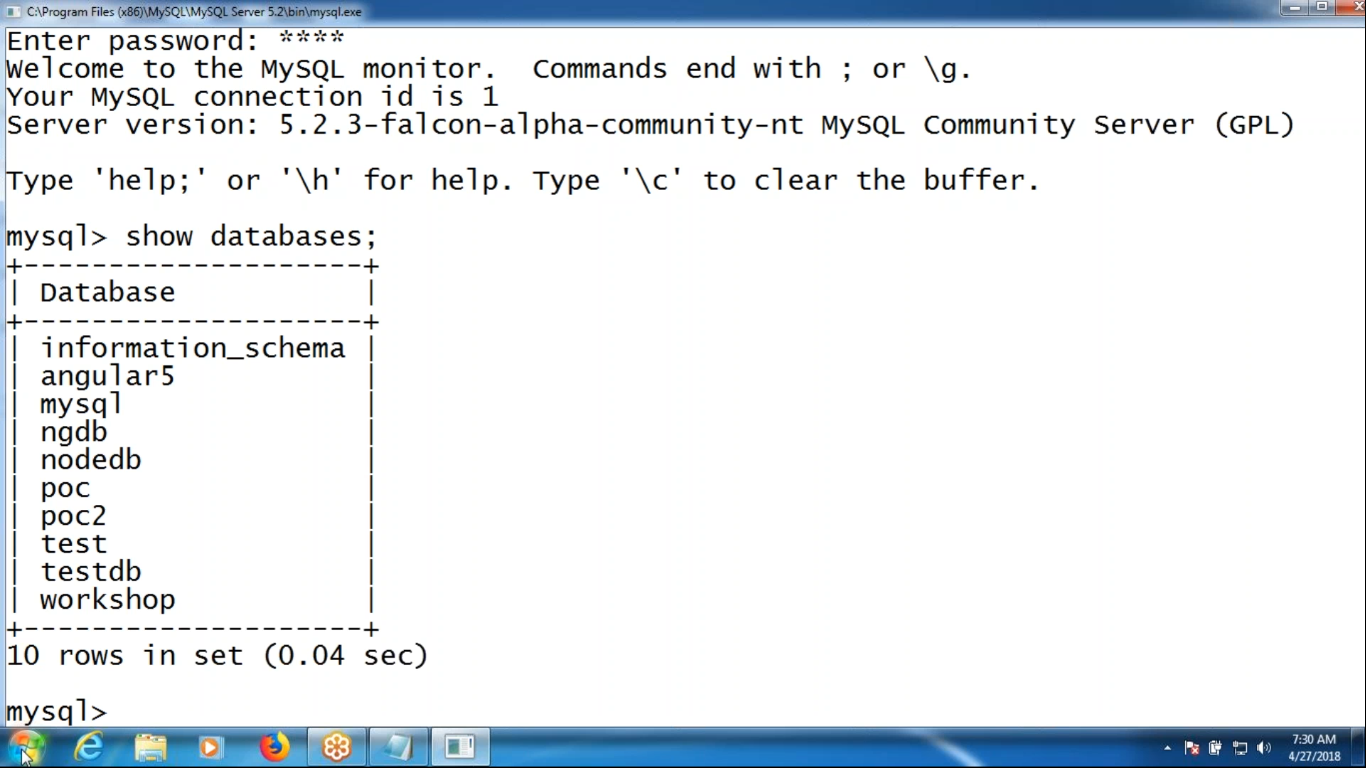 C:\Program Files (x86)\MySQL\MySQL Server 5.2\bin\mysql.exe
Enter password: ****
Welcome to the MySQL monitor.  Commands end with ; or \g.
Your MySQL connection id is 1
Server version: 5.2.3-falcon-alpha-community-nt MySQL Community Server (GPL)
Type 'help;' or '\h' for help. Type '\c' to clear the buffer.
mysql> show databases;
+--------------------+
| Database           |
+--------------------+
| information_schema |
| angular5           |
| mysql              |
| ngdb               |
| nodedb             |
| poc                |
| poc2               |
| test               |
| testdb             |
| workshop           |
+--------------------+
10 rows in set (0.04 sec)
mysql>
7:30 AM
4/27/2018